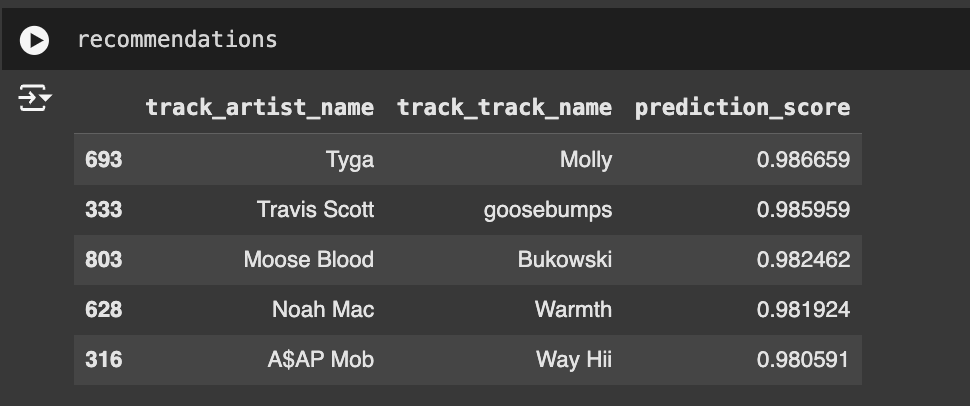 recommendations
track_artist_name track_track_name prediction_score
693 Tyga Molly 0.986659
333 Travis Scott goosebumps 0.985959
803 Moose Blood Bukowski 0.982462
628 Noah Mac Warmth 0.981924
316 A$AP Mob Way Hii 0.980591